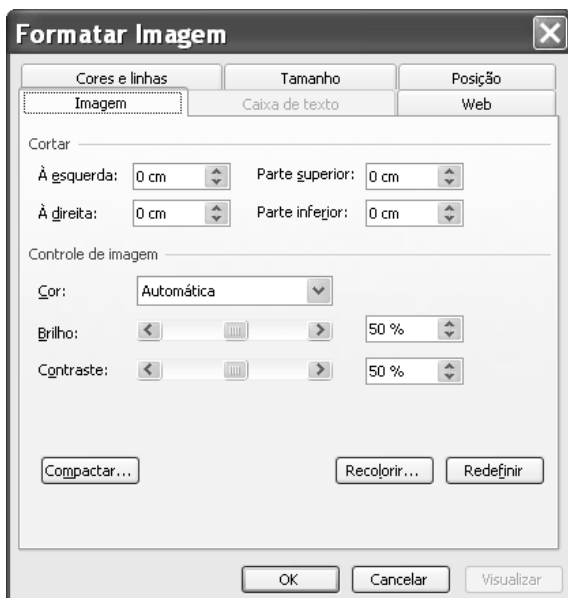 Formatar Imagem
Cores e linhas Tamanho Posição
Imagem Caixa de texto Web
Cortar
À esquerda: 0 cm Parte superior: 0 cm
À direita: 0 cm Parte inferior: 0 cm
Controle de imagem
Cor: Automática
Brilho: 50 %
Contraste: 50 %
Compactar... Recolorir... Redefinir
OK Cancelar Visualizar